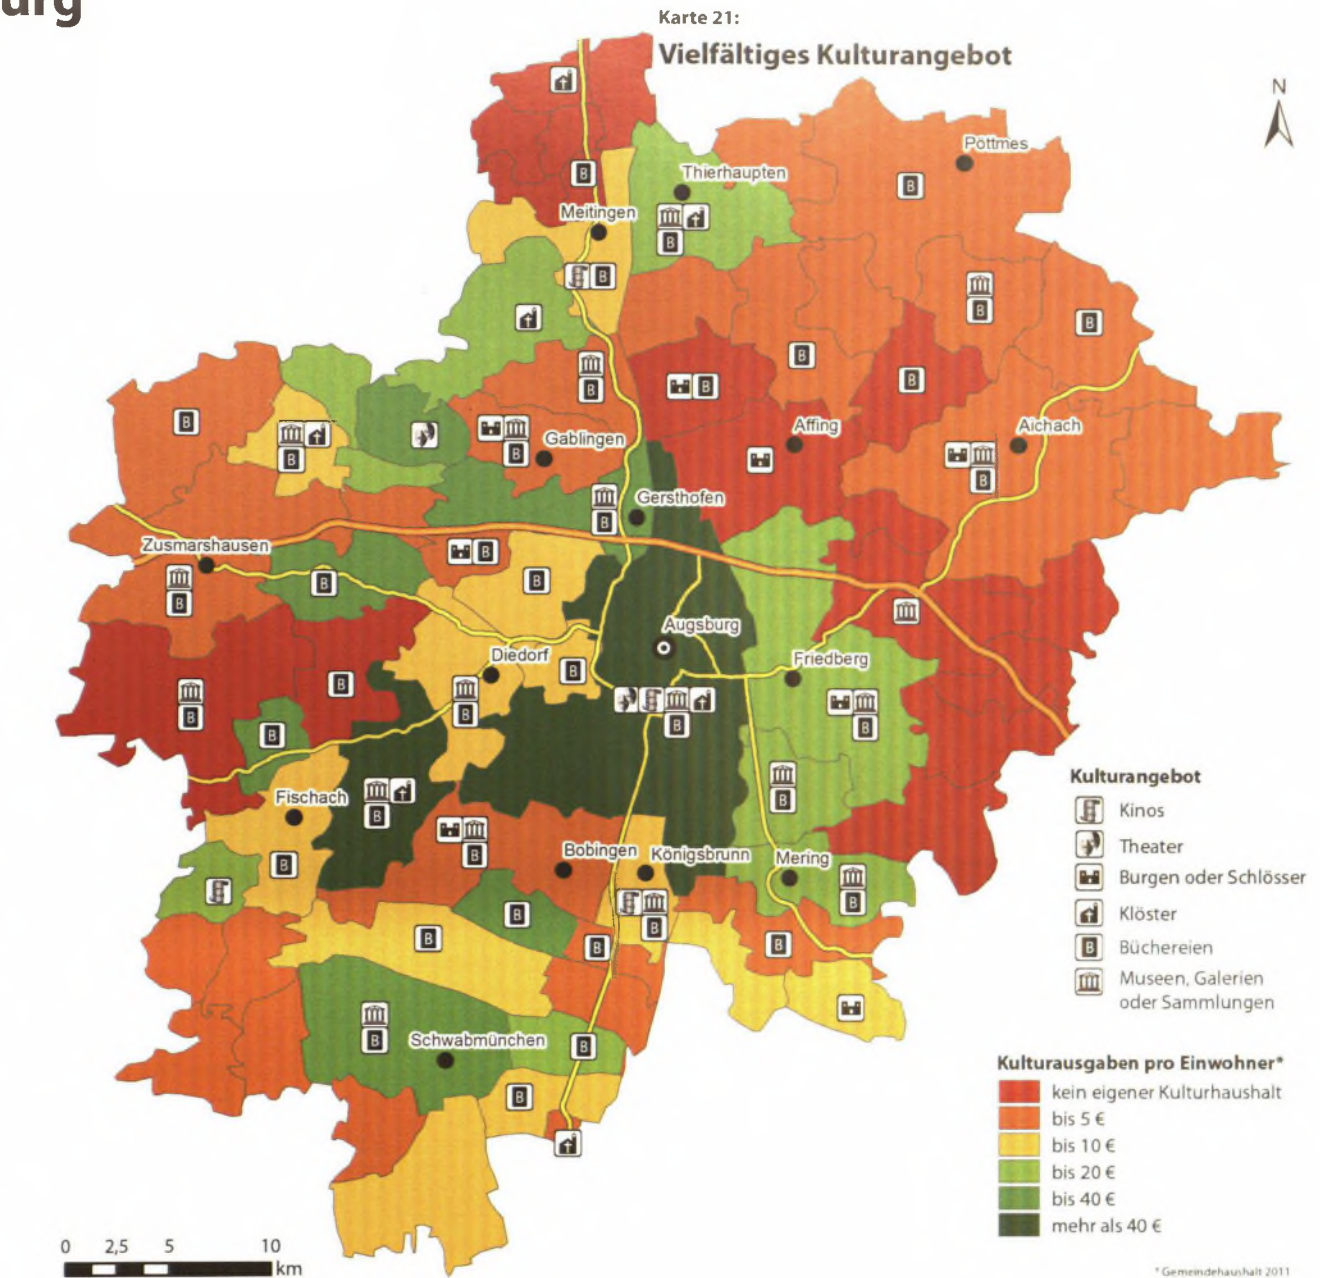 urg
Karte 21:
Vielfältiges Kulturangebot
N
Pöttmes
Thierhaupten
B
Meitingen
B
B
B
B
B
B
B
B
B
B
B
Affing
Aichach
B
Gablingen
B
B
B
Gersthofen
B
Zusmarshausen
B
B
B
B
Augsburg
Diedorf
Friedberg
B
B
B
B
B
B
B
B
Fischach
B
B
Bobingen
Königsbrunn
Mering
B
B
B
B
B
B
B
B
B
Schwabmünchen
B
B
B
Kulturangebot
Kinos
Theater
Burgen oder Schlösser
Klöster
B Büchereien
Museen, Galerien
oder Sammlungen
Kulturausgaben pro Einwohner*
kein eigener Kulturhaushalt
bis 5 €
bis 10 €
bis 20 €
bis 40 €
mehr als 40 €
0 2,5 5 10
km
* Gemeindehaushalt 2011